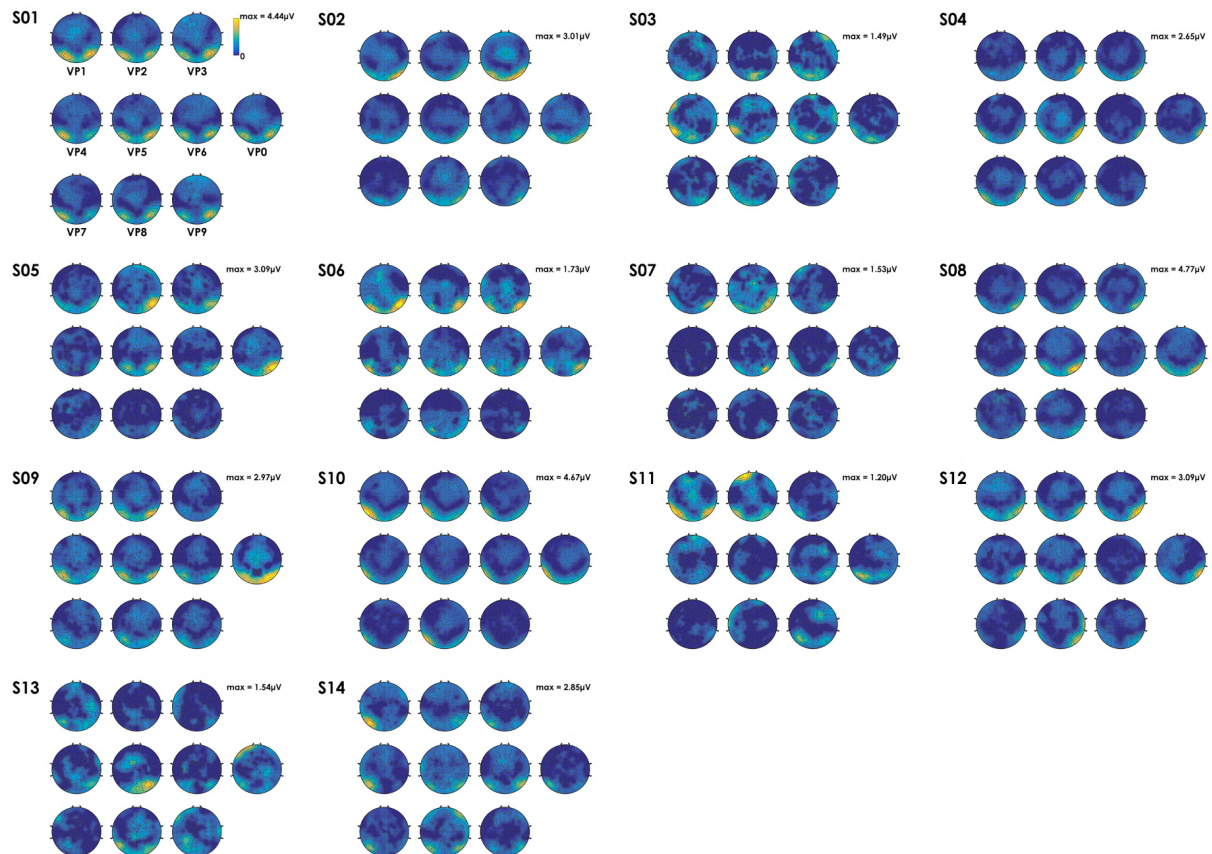 S01
max = 4.44µV
0
VP1 VP2 VP3
VP4 VP5 VP6 VP0
VP7 VP8 VP9
S02
max = 3.01µV
S03
max = 1.49µV
S04
max = 2.65µV
S05
max = 3.09µV
S06
max = 1.73µV
S07
max = 1.53µV
S08
max = 4.77µV
S09
max = 2.97µV
S10
max = 4.67µV
S11
max = 1.20µV
S12
max = 3.09µV
S13
max = 1.54µV
S14
max = 2.85µV